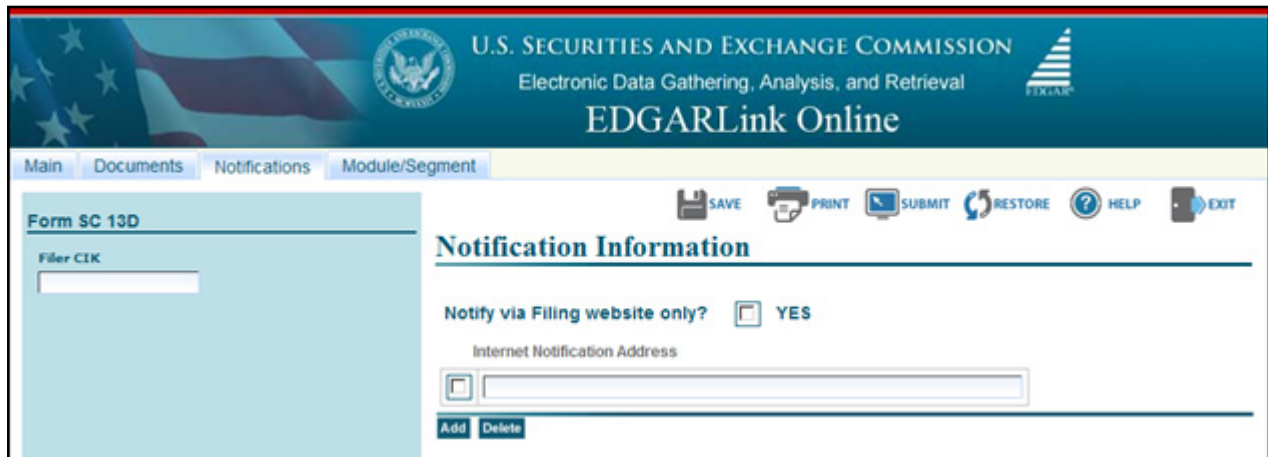 U.S. SECURITIES AND EXCHANGE COMMISSION
Electronic Data Gathering, Analysis, and Retrieval
EDGAR®
EDGARLink Online
Main Documents Notifications Module/Segment
SAVE PRINT SUBMIT RESTORE ? HELP EXIT
Form SC 13D
Filer CIK
Notification Information
Notify via Filing website only? YES
Internet Notification Address
Add Delete